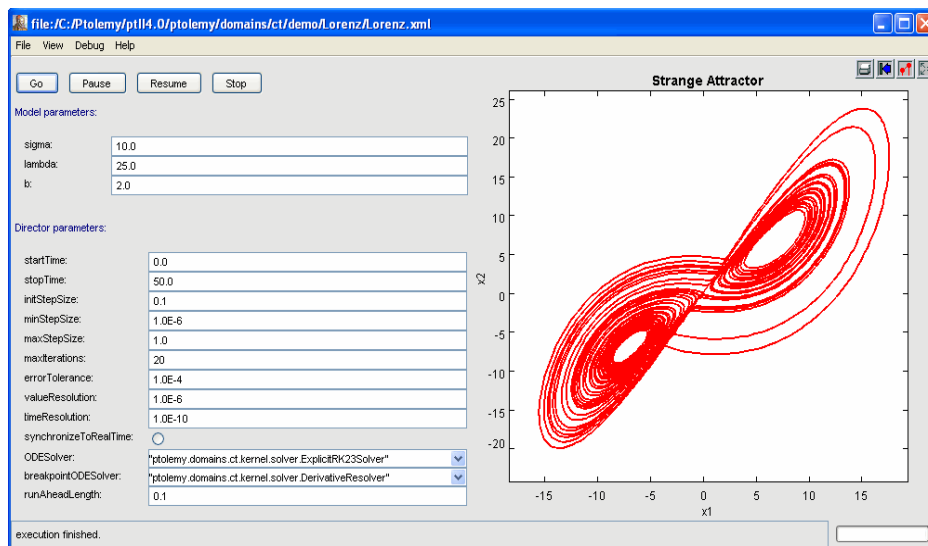 file:/C:/Ptolemy/ptII4.0/ptolemy/domains/ct/demo/Lorenz/Lorenz.xml
File View Debug Help
Go Pause Resume Stop
Model parameters:
sigma: 10.0
lambda: 25.0
b: 2.0
Director parameters:
startTime: 0.0
stopTime: 50.0
initStepSize: 0.1
minStepSize: 1.0E-6
maxStepSize: 1.0
maxIterations: 20
errorTolerance: 1.0E-4
valueResolution: 1.0E-6
timeResolution: 1.0E-10
synchronizeToRealTime:
ODESolver: "ptolemy.domains.ct.kernel.solver.ExplicitRK23Solver"
breakpointODESolver: "ptolemy.domains.ct.kernel.solver.DerivativeResolver"
runAheadLength: 0.1
Strange Attractor
25
20
15
10
5
0
-5
-10
-15
-20
x2
-15 -10 -5 0 5 10 15
x1
execution finished.